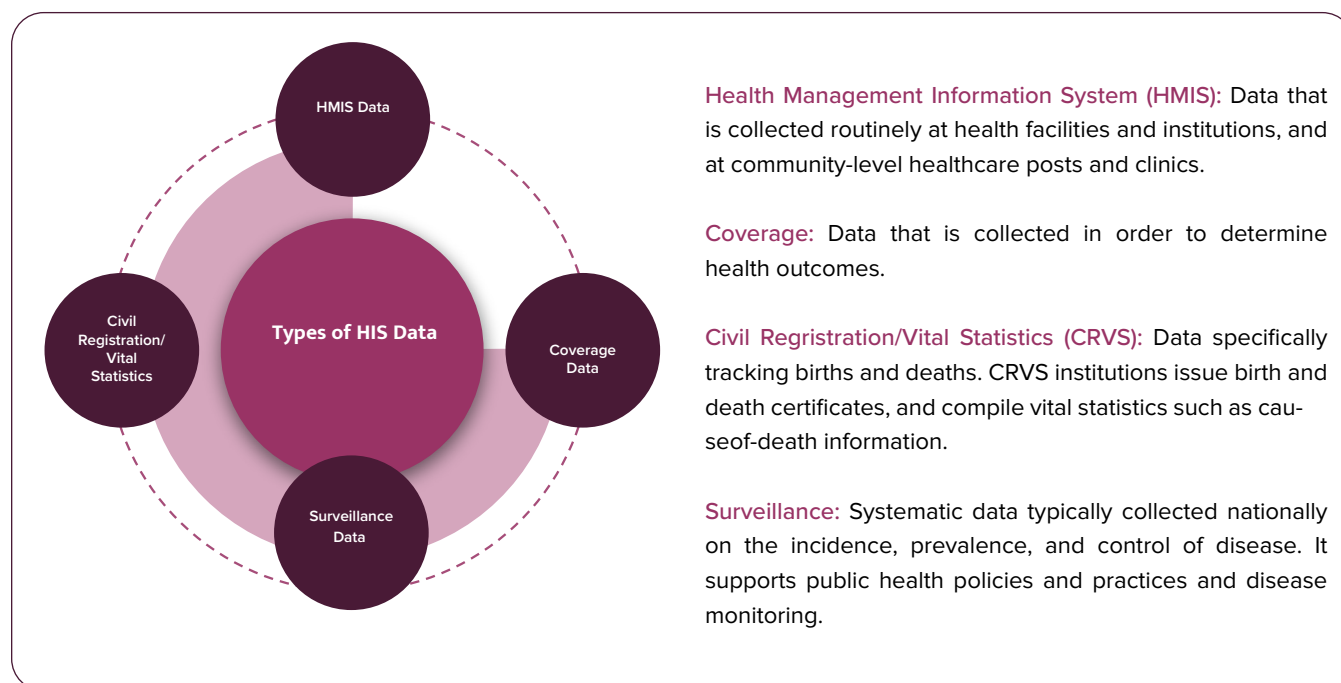 HMIS Data
Civil
Registration/
Vital
Statistics
Types of HIS Data
Coverage
Data
Surveillance
Data
Health Management Information System (HMIS): Data that
is collected routinely at health facilities and institutions, and
at community-level healthcare posts and clinics.
Coverage: Data that is collected in order to determine
health outcomes.
Civil Regristration/Vital Statistics (CRVS): Data specifically
tracking births and deaths. CRVS institutions issue birth and
death certificates, and compile vital statistics such as cau-
seof-death information.
Surveillance: Systematic data typically collected nationally
on the incidence, prevalence, and control of disease. It
supports public health policies and practices and disease
monitoring.